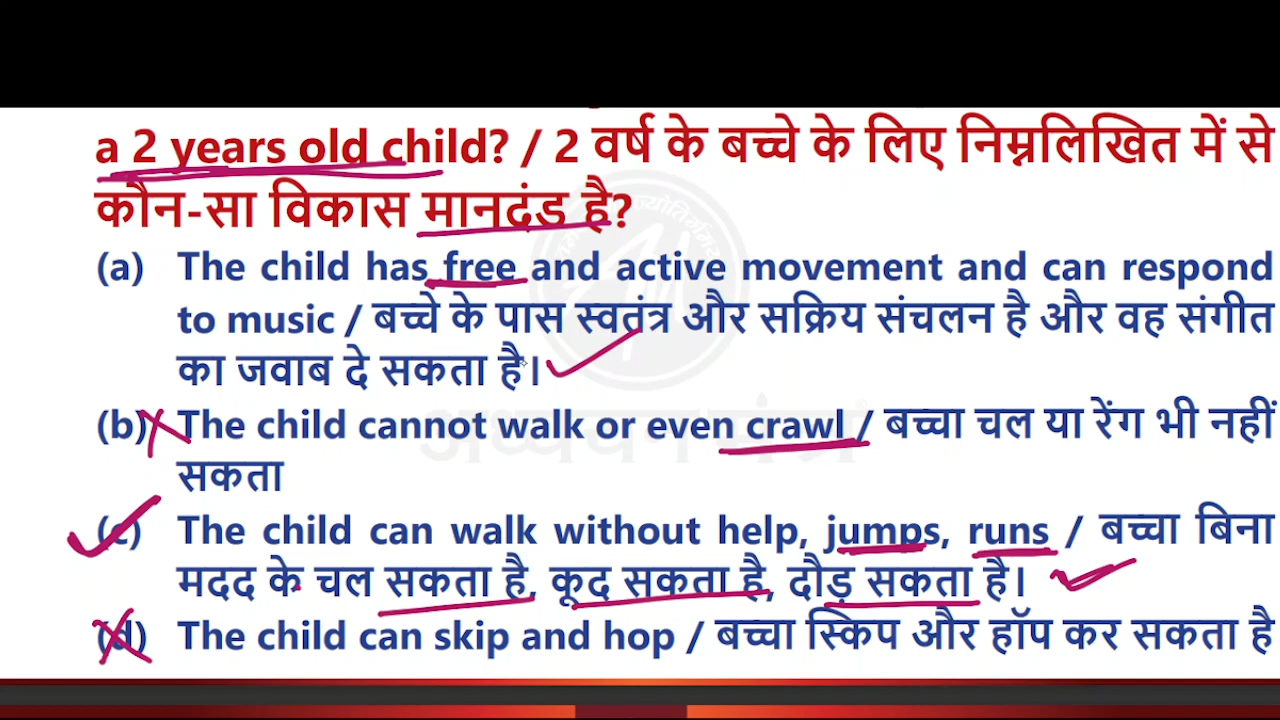 a 2 years old child? / 2 वर्ष के बच्चे के लिए निम्नलिखित में से
कौन-सा विकास मानदंड है?
(a) The child has free and active movement and can respond
to music / बच्चे के पास स्वतंत्र और सक्रिय संचलन है और वह संगीत
का जवाब दे सकता है।
(b) The child cannot walk or even crawl / बच्चा चल या रेंग भी नहीं
सकता
(c) The child can walk without help, jumps, runs / बच्चा बिना
मदद के चल सकता है, कूद सकता है, दौड़ सकता है।
(d) The child can skip and hop / बच्चा स्किप और हॉप कर सकता है